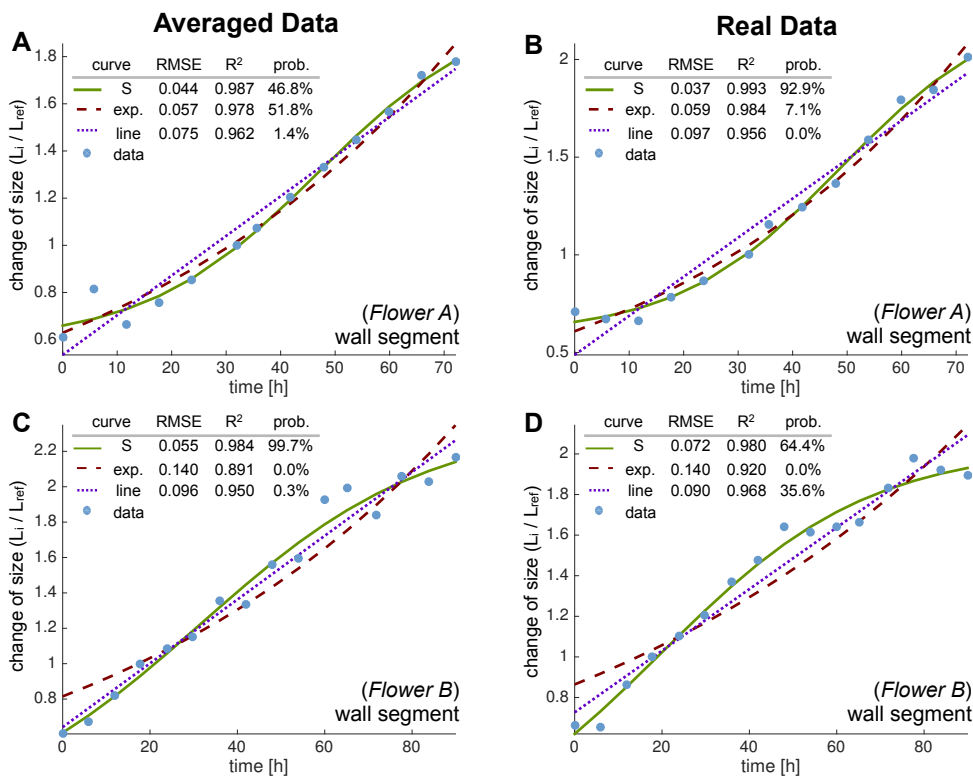 Averaged Data
Real Data
A
curve RMSE R² prob.
S 0.044 0.987 46.8%
exp. 0.057 0.978 51.8%
line 0.075 0.962 1.4%
data
1.8
1.6
1.4
1.2
1.0
0.8
0.6
change of size (Li / Lref)
0 10 20 30 40 50 60 70
time [h]
(Flower A)
wall segment
B
curve RMSE R² prob.
S 0.037 0.993 92.9%
exp. 0.059 0.984 7.1%
line 0.097 0.956 0.0%
data
2
1.5
1
0.5
change of size (Li / Lref)
0 10 20 30 40 50 60 70
time [h]
(Flower A)
wall segment
C
curve RMSE R² prob.
S 0.055 0.984 99.7%
exp. 0.140 0.891 0.0%
line 0.096 0.950 0.3%
data
2.2
2.0
1.8
1.6
1.4
1.2
1
0.8
change of size (Li / Lref)
0 20 40 60 80
time [h]
(Flower B)
wall segment
D
curve RMSE R² prob.
S 0.072 0.980 64.4%
exp. 0.140 0.920 0.0%
line 0.090 0.968 35.6%
data
2
1.8
1.6
1.4
1.2
1
0.8
change of size (Li / Lref)
0 20 40 60 80
time [h]
(Flower B)
wall segment